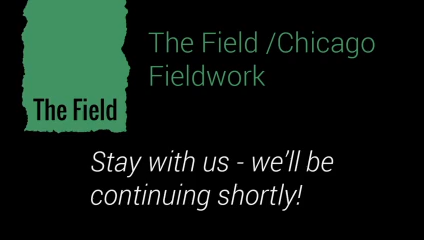 The Field
The Field /Chicago
Fieldwork
Stay with us - we'll be
continuing shortly!